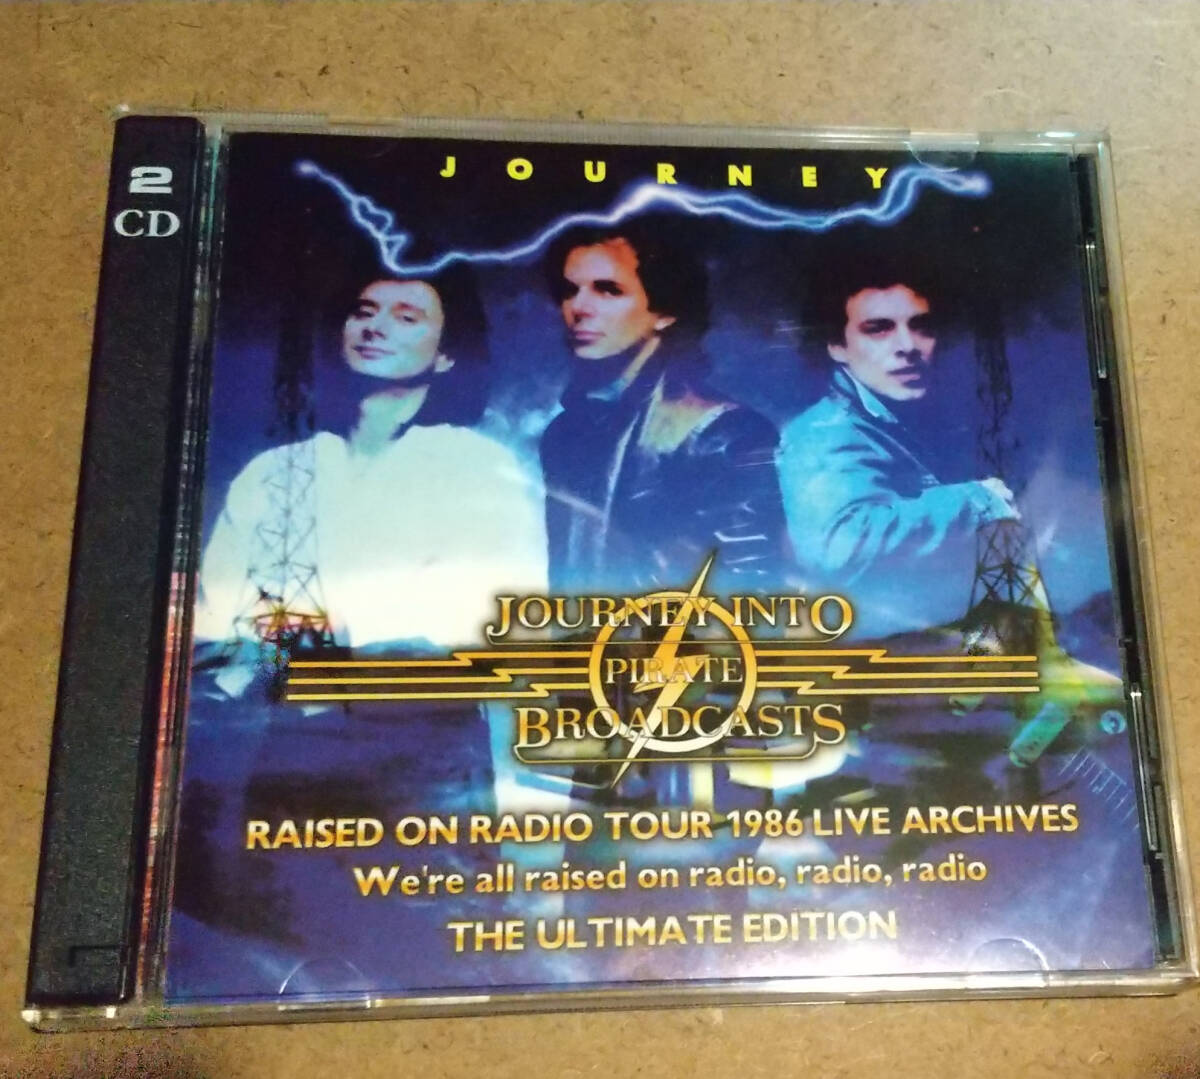 2
CD
JOURNEY
JOURNEY INTO
PIRATE
BROADCASTS
RAISED ON RADIO TOUR 1986 LIVE ARCHIVES
We're all raised on radio, radio, radio
THE ULTIMATE EDITION